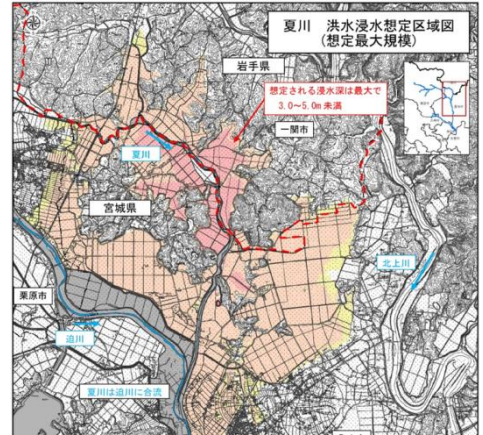 夏川 洪水浸水想定区域図
(想定最大規模)
岩手県
想定される浸水深は最大で
3.0~5.0m未満
一関市
夏川
宮城県
北上川
栗原市
迫川
夏川は迫川に合流